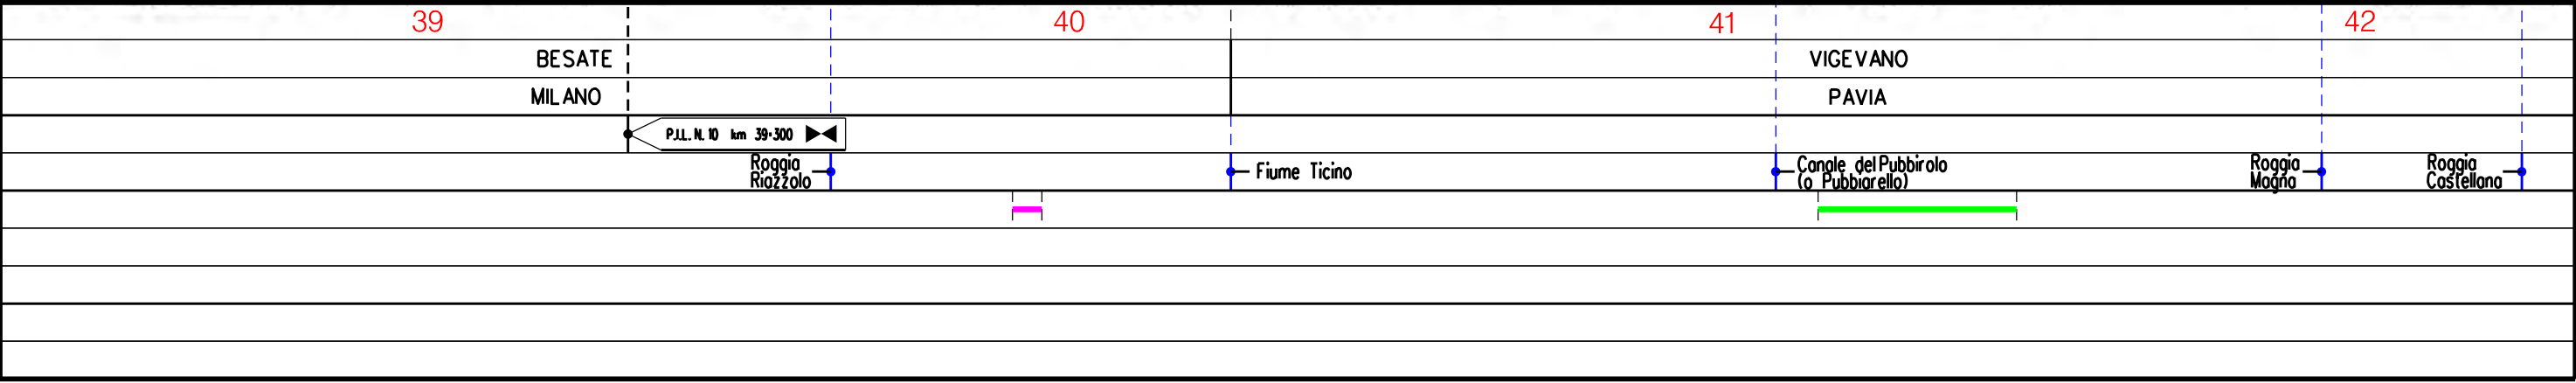 39 40 41 42
BESATE VIGEVANO
MILANO PAVIA
P.I.L. N. 10 km 39+300
Roggia
Riazzolo
Fiume Ticino
Canale del Pubbirolo
(o Pubbiarello)
Roggia
Magna
Roggia
Castellana